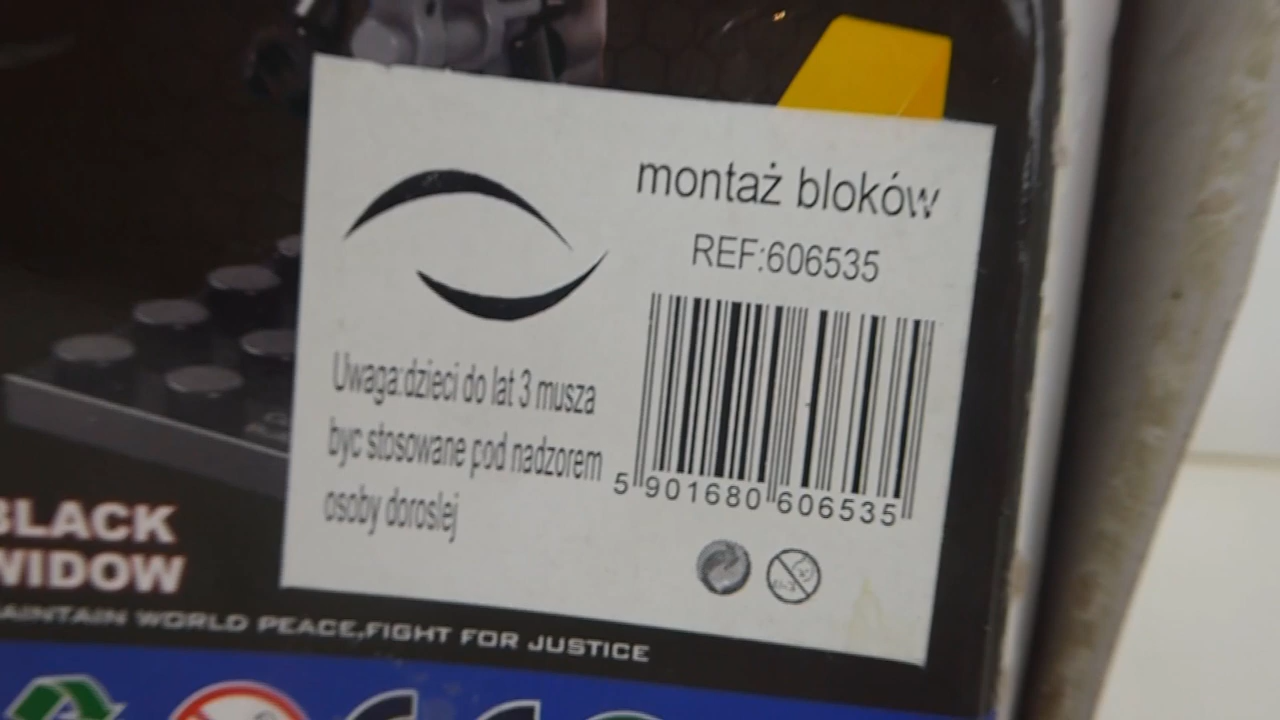 montaż bloków
REF:606535
Uwaga:dzieci do lat 3 musza
byc stosowane pod nadzorem
osoby doroslej
5 901680 606535
BLACK
WIDOW
MAINTAIN WORLD PEACE,FIGHT FOR JUSTICE